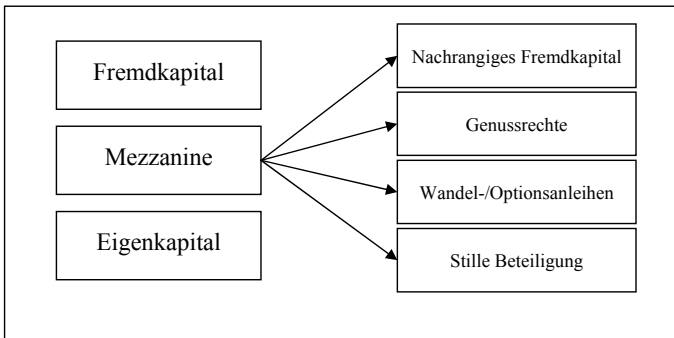 Fremdkapital
Mezzanine
Eigenkapital
Nachrangiges Fremdkapital
Genussrechte
Wandel-/Optionsanleihen
Stille Beteiligung